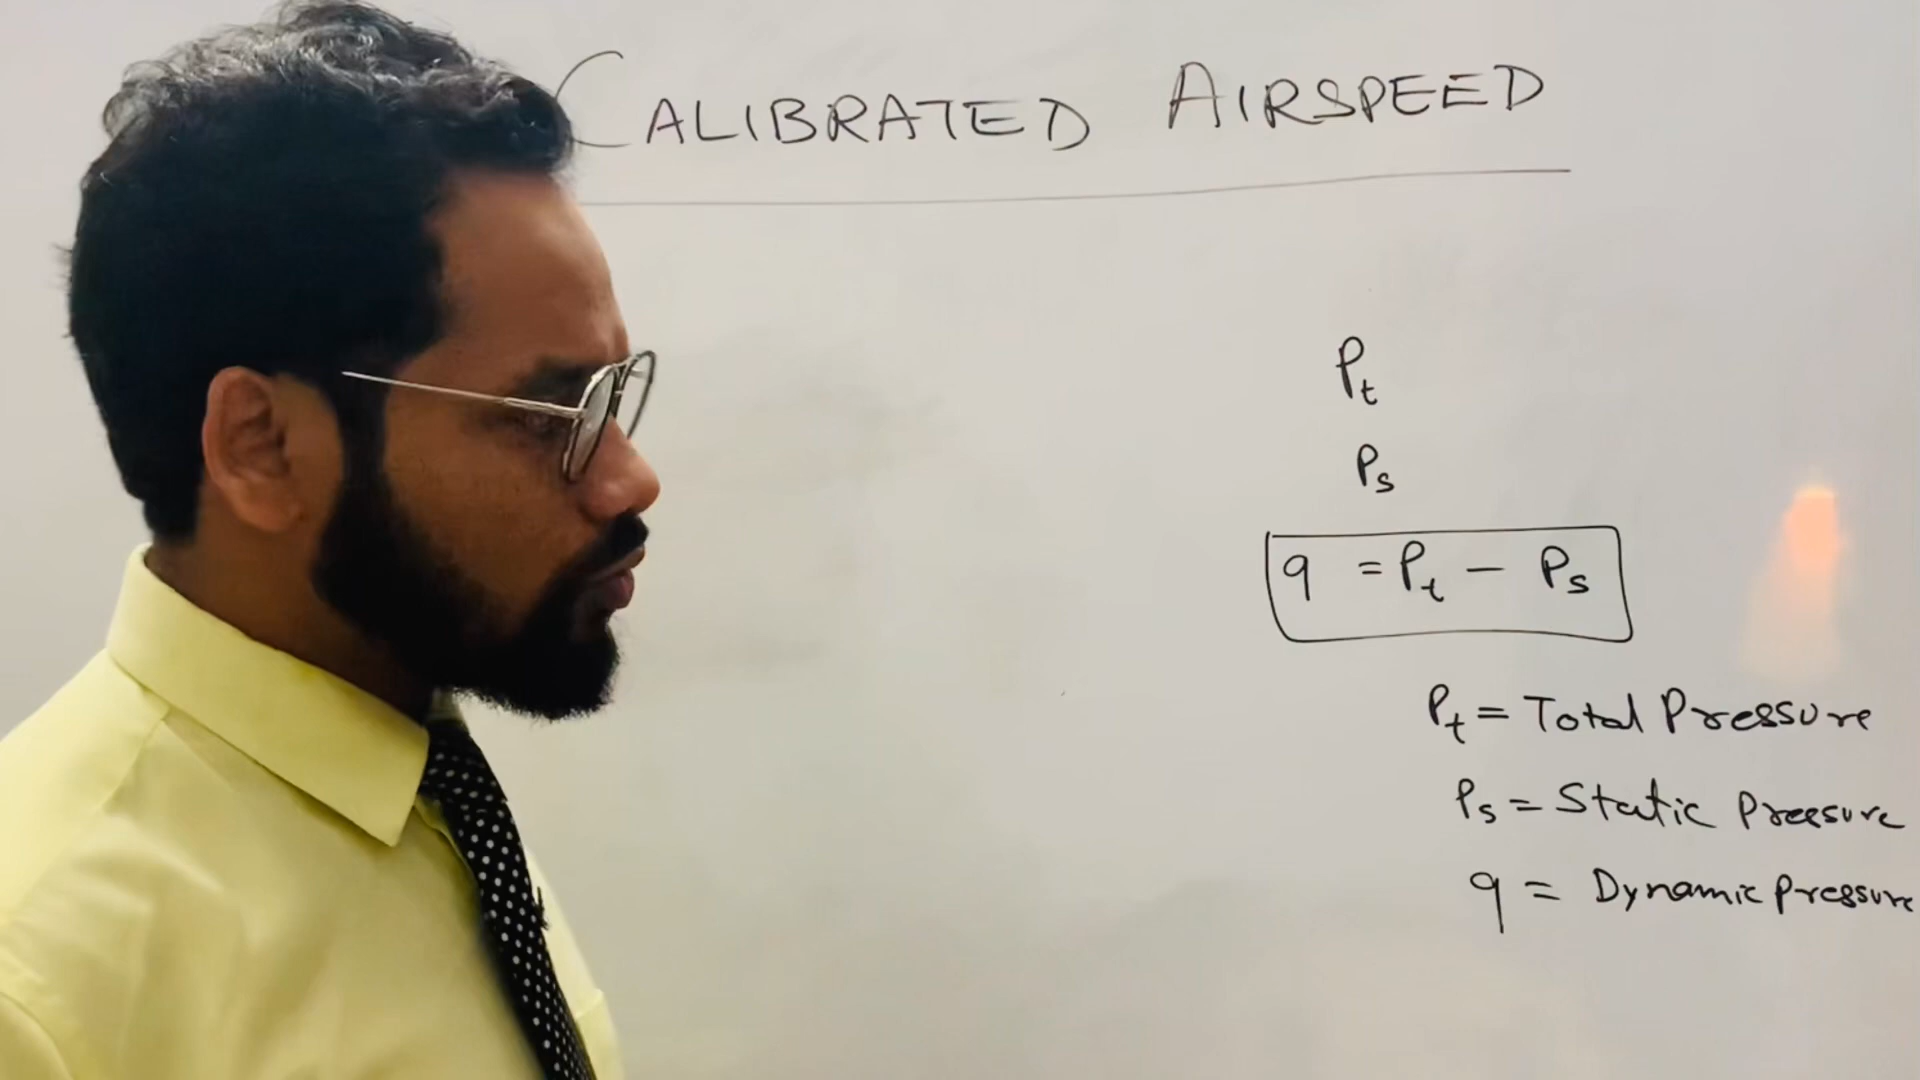 CALIBRATED AIRSPEED
Pt
Ps
q = Pt - Ps
Pt = Total Pressure
Ps = Static Pressure
q = Dynamic Pressure